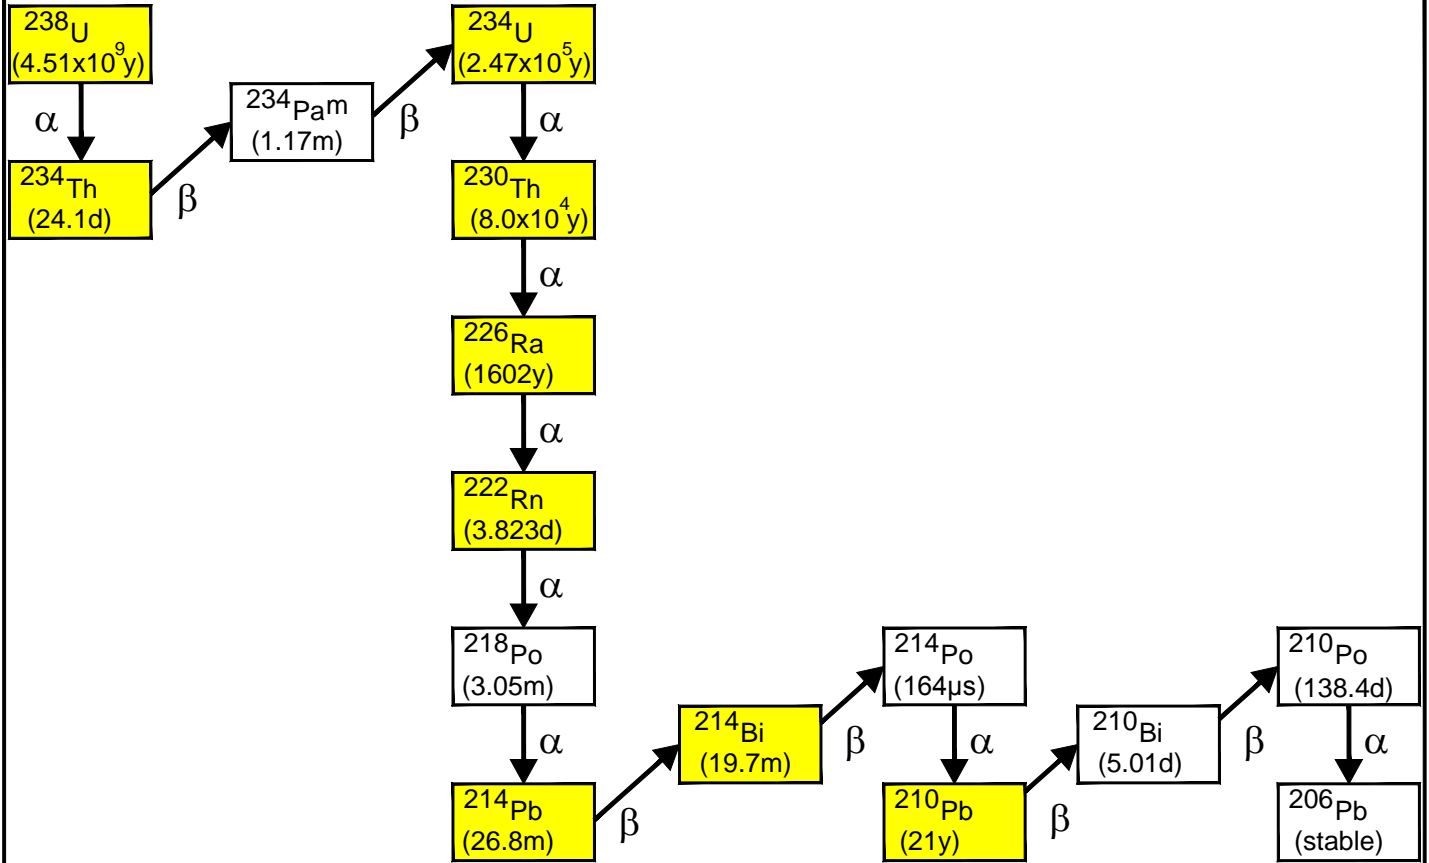 ²³⁸U
(4.51x10⁹y)
α
²³⁴Th
(24.1d)
β
²³⁴Paᵐ
(1.17m)
β
²³⁴U
(2.47x10⁵y)
α
²³⁰Th
(8.0x10⁴y)
α
²²⁶Ra
(1602y)
α
²²²Rn
(3.823d)
α
²¹⁸Po
(3.05m)
α
²¹⁴Pb
(26.8m)
β
²¹⁴Bi
(19.7m)
β
²¹⁴Po
(164µs)
α
²¹⁰Pb
(21y)
β
²¹⁰Bi
(5.01d)
β
²¹⁰Po
(138.4d)
α
²⁰⁶Pb
(stable)